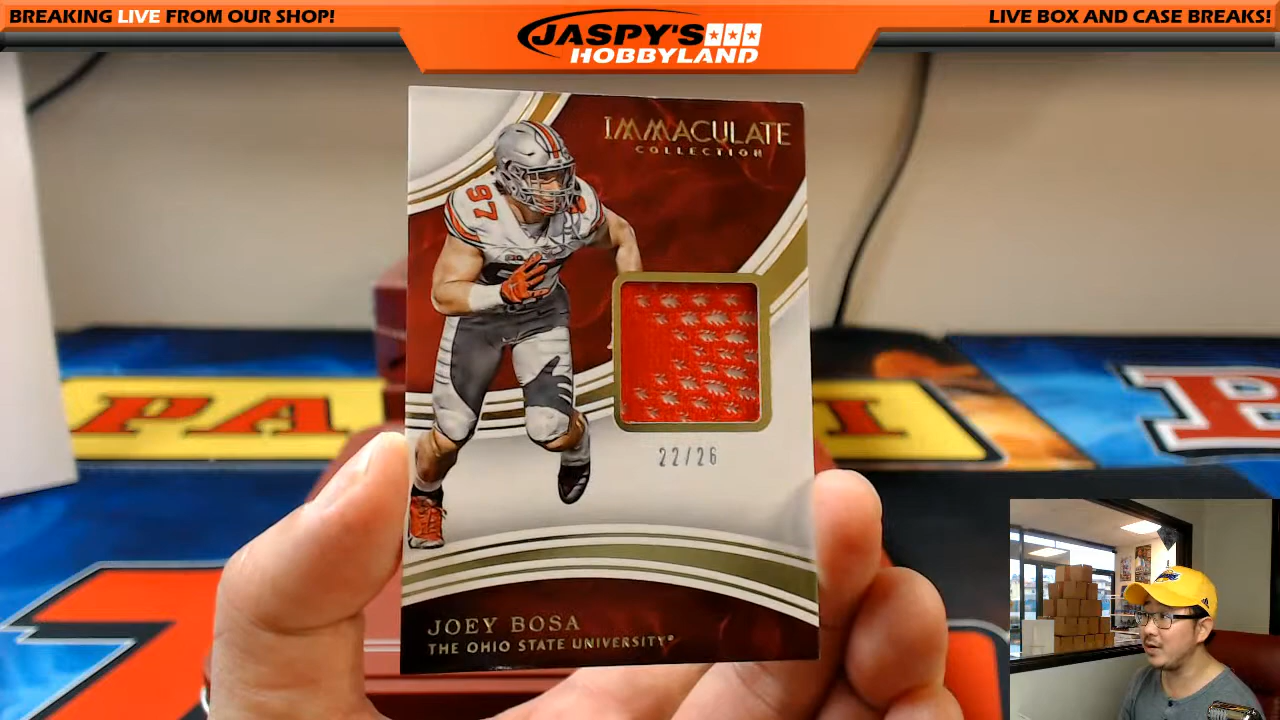 BREAKING LIVE FROM OUR SHOP!
JASPY'S
HOBBYLAND
LIVE BOX AND CASE BREAKS!
IMMACULATE
COLLECTION
97
22/26
JOEY BOSA
THE OHIO STATE UNIVERSITY®
PA
I